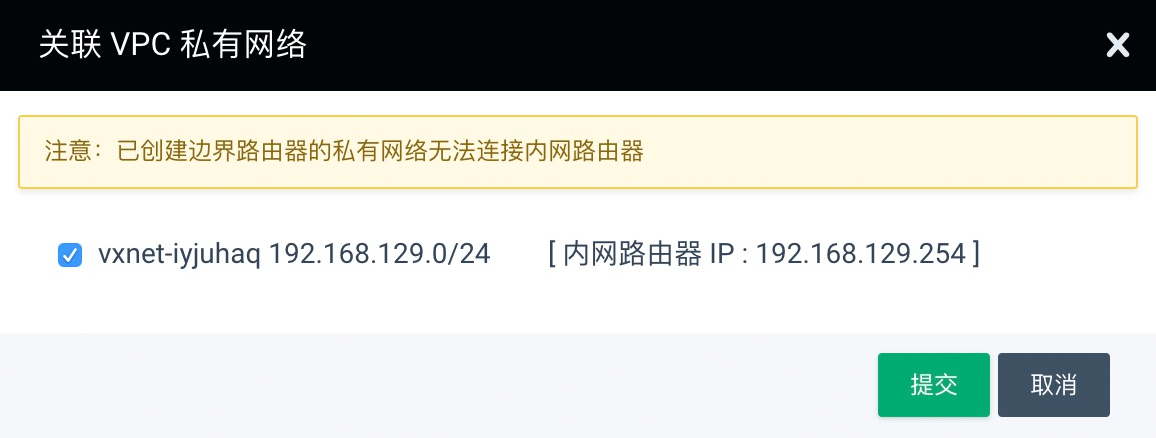 关联 VPC 私有网络
注意：已创建边界路由器的私有网络无法连接内网路由器
vxnet-iyjuhaq 192.168.129.0/24 [ 内网路由器 IP : 192.168.129.254 ]
提交 取消